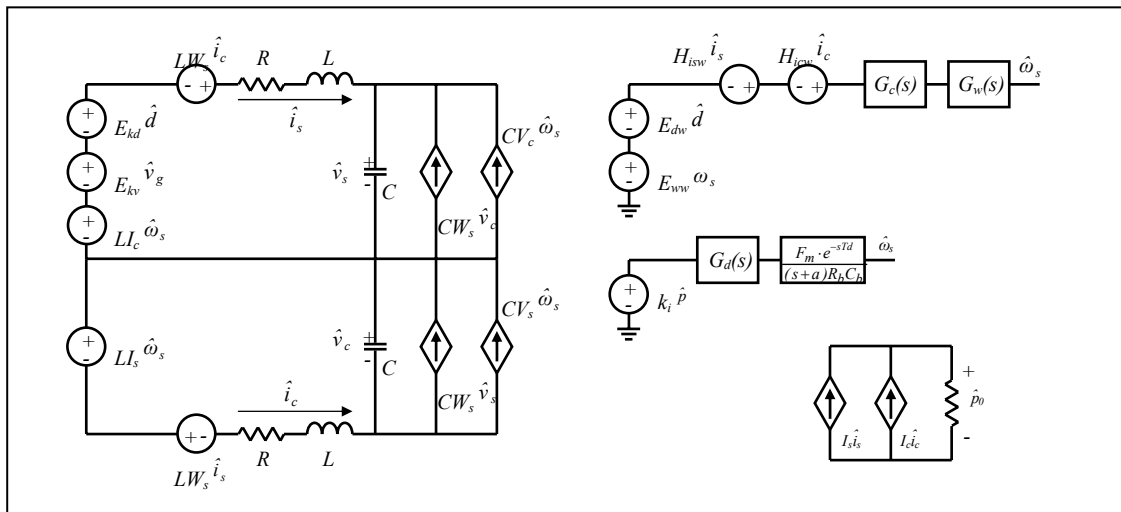 LW_s î_c
R
L
î_s
E_kd d̂
E_kv v̂_g
LI_c ω̂_s
+
-
+
-
+
-
- +
v̂_s
+
-
C
CW_s v̂_c
CV_c ω̂_s
LI_s ω̂_s
+
-
v̂_c
+
-
C
CW_s v̂_s
CV_s ω̂_s
î_c
+ -
R
L
LW_s î_s
H_isw î_s
H_icw î_c
- +
- +
G_c(s)
G_w(s)
ω̂_s
+
-
E_dw d̂
+
-
E_ww ω_s
G_d(s)
F_m · e^-sTd
(s+a)R_b C_b
ω̂_s
+
-
k_i p̂
I_s î_s
I_c î_c
+
p̂_0
-